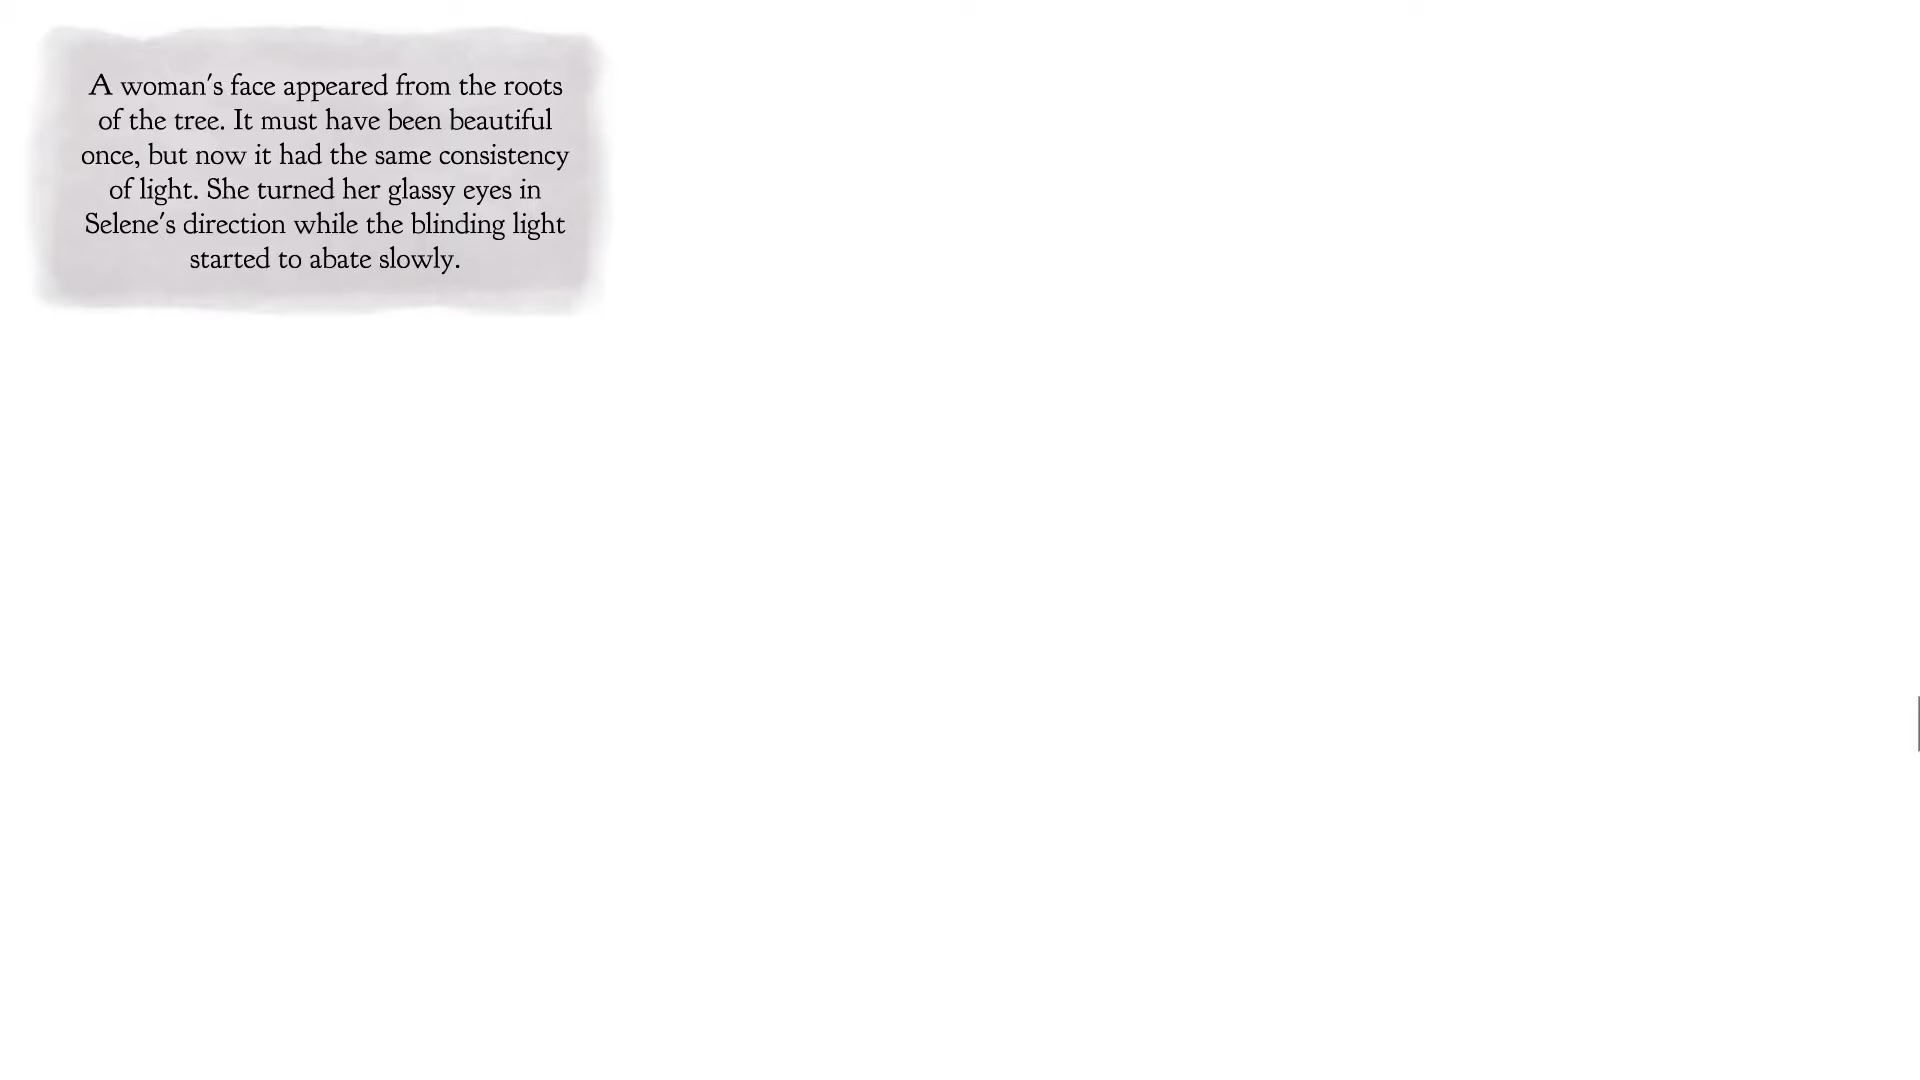 A woman's face appeared from the roots
of the tree. It must have been beautiful
once, but now it had the same consistency
of light. She turned her glassy eyes in
Selene's direction while the blinding light
started to abate slowly.